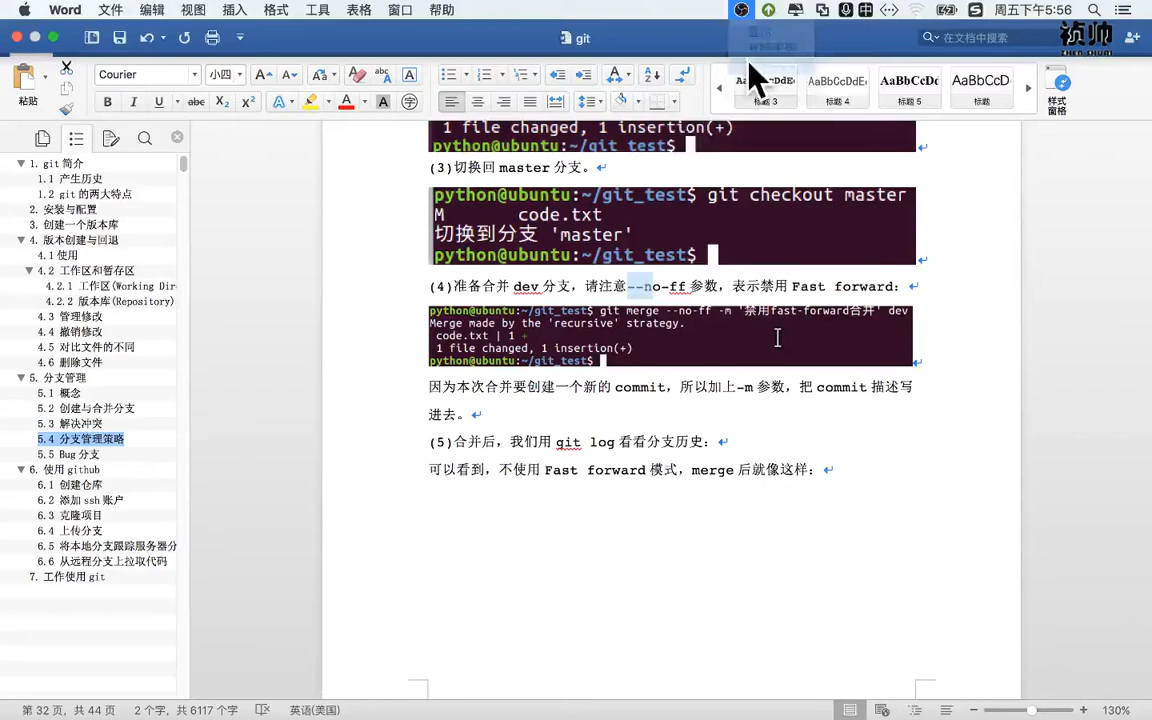 Word 文件 编辑 视图 插入 格式 工具 表格 窗口 帮助
周五下午5:56
git
在文档中搜索
祯帅
ZHEN SHUAI
粘贴
Courier 小四
标题 3
AaBbCcDdEe
标题 4
AaBbCcDc
标题 5
AaBbCcD
标题
样式
窗格
1. git 简介
1.1 产生历史
1.2 git 的两大特点
2. 安装与配置
3. 创建一个版本库
4. 版本创建与回退
4.1 使用
4.2 工作区和暂存区
4.2.1 工作区(Working Dir
4.2.2 版本库(Repository)
4.3 管理修改
4.4 撤销修改
4.5 对比文件的不同
4.6 删除文件
5. 分支管理
5.1 概念
5.2 创建与合并分支
5.3 解决冲突
5.4 分支管理策略
5.5 Bug 分支
6. 使用 github
6.1 创建仓库
6.2 添加 ssh 账户
6.3 克隆项目
6.4 上传分支
6.5 将本地分支跟踪服务器分
6.6 从远程分支上拉取代码
7. 工作使用 git
1 file changed, 1 insertion(+)
python@ubuntu:~/git_test$
(3)切换回 master 分支。
python@ubuntu:~/git_test$ git checkout master
M code.txt
切换到分支 'master'
python@ubuntu:~/git_test$
(4)准备合并 dev 分支，请注意--no-ff 参数，表示禁用 Fast forward:
python@ubuntu:~/git_test$ git merge --no-ff -m '禁用fast-forward合并' dev
Merge made by the 'recursive' strategy.
code.txt | 1 +
1 file changed, 1 insertion(+)
python@ubuntu:~/git_test$
因为本次合并要创建一个新的 commit，所以加上-m 参数，把 commit 描述写
进去。
(5)合并后，我们用 git log 看看分支历史：
可以看到，不使用 Fast forward 模式，merge 后就像这样：
第 32 页，共 44 页 2 个字，共 6117 个字 英语(美国) 130%